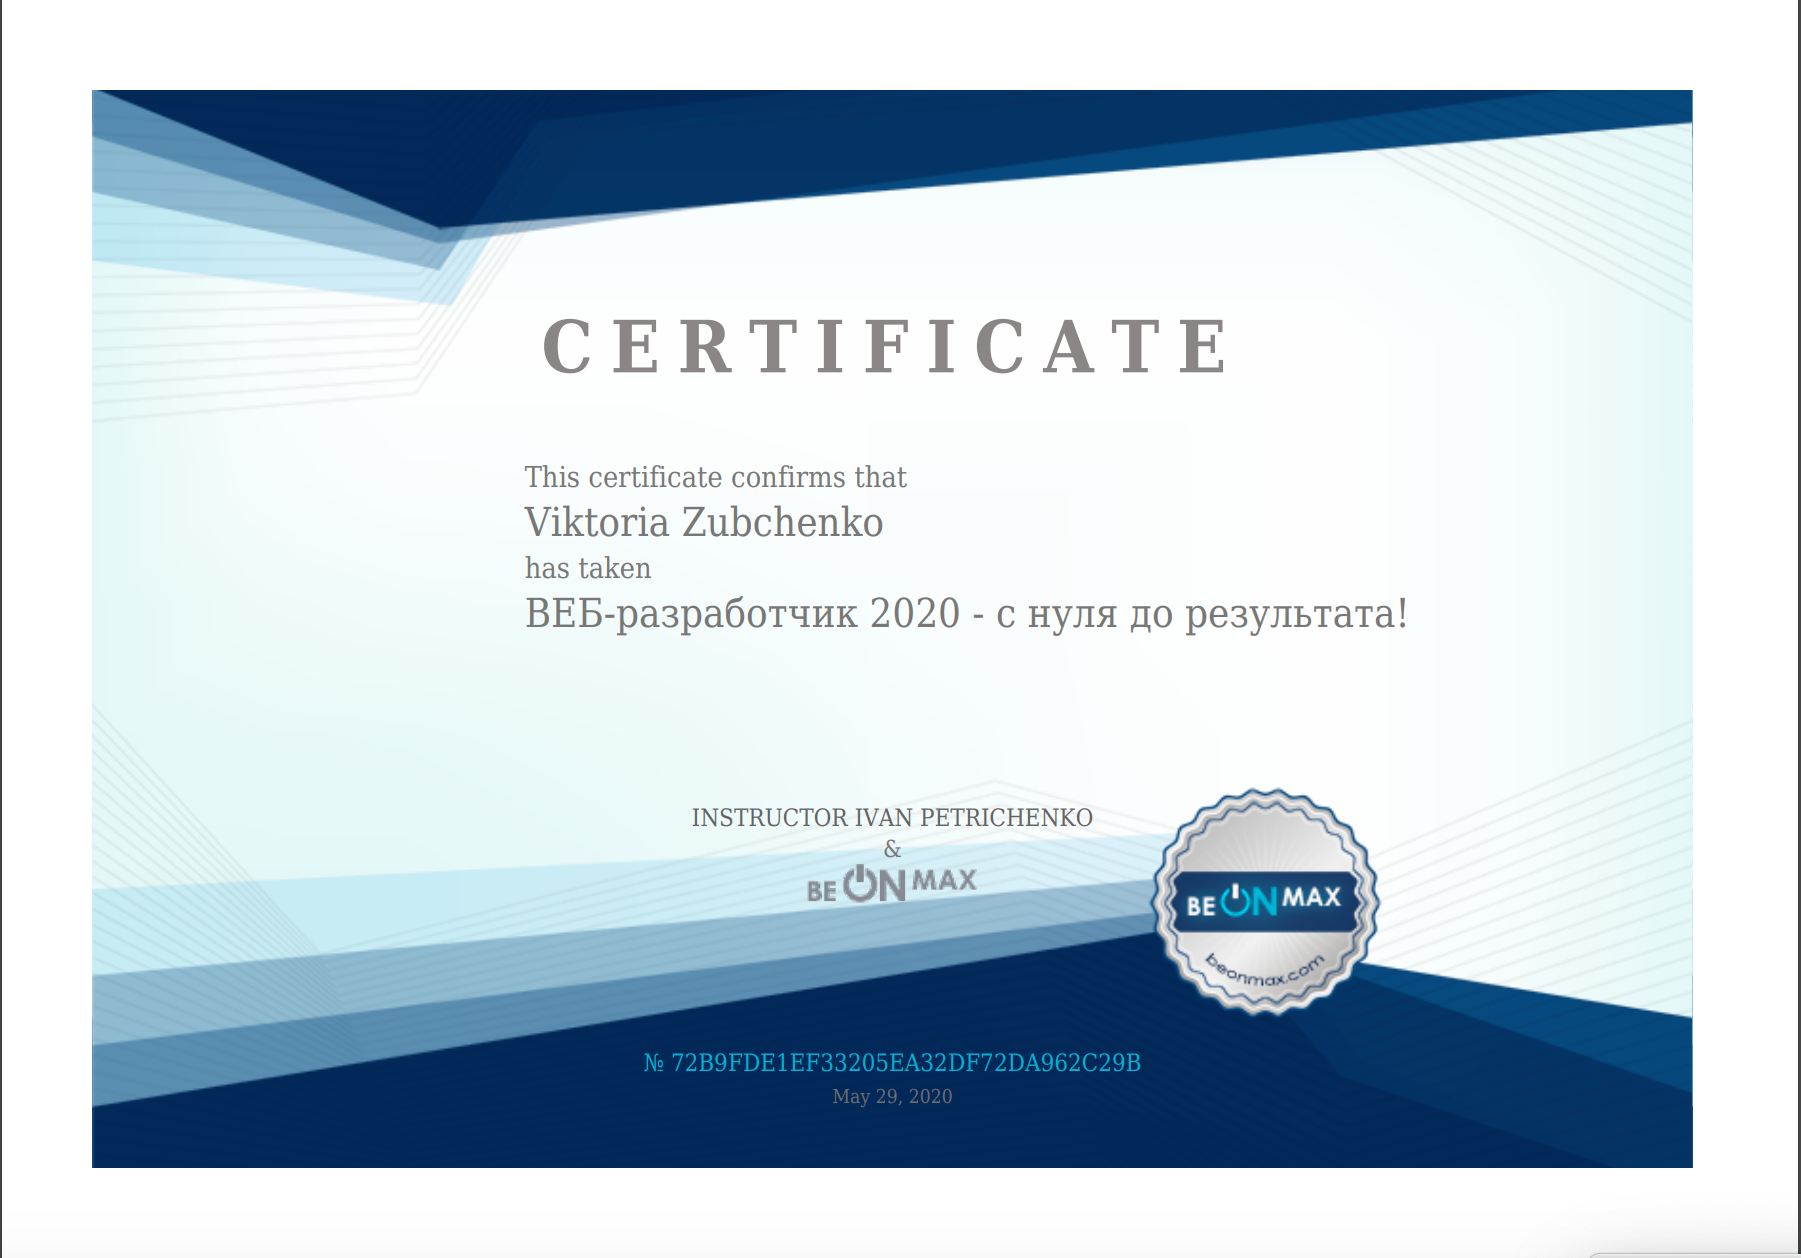 CERTIFICATE
This certificate confirms that
Viktoria Zubchenko
has taken
ВЕБ-разработчик 2020 - с нуля до результата!
INSTRUCTOR IVAN PETRICHENKO
&
BE ON MAX
BE ON MAX
beonmax.com
№ 72B9FDE1EF33205EA32DF72DA962C29B
May 29, 2020